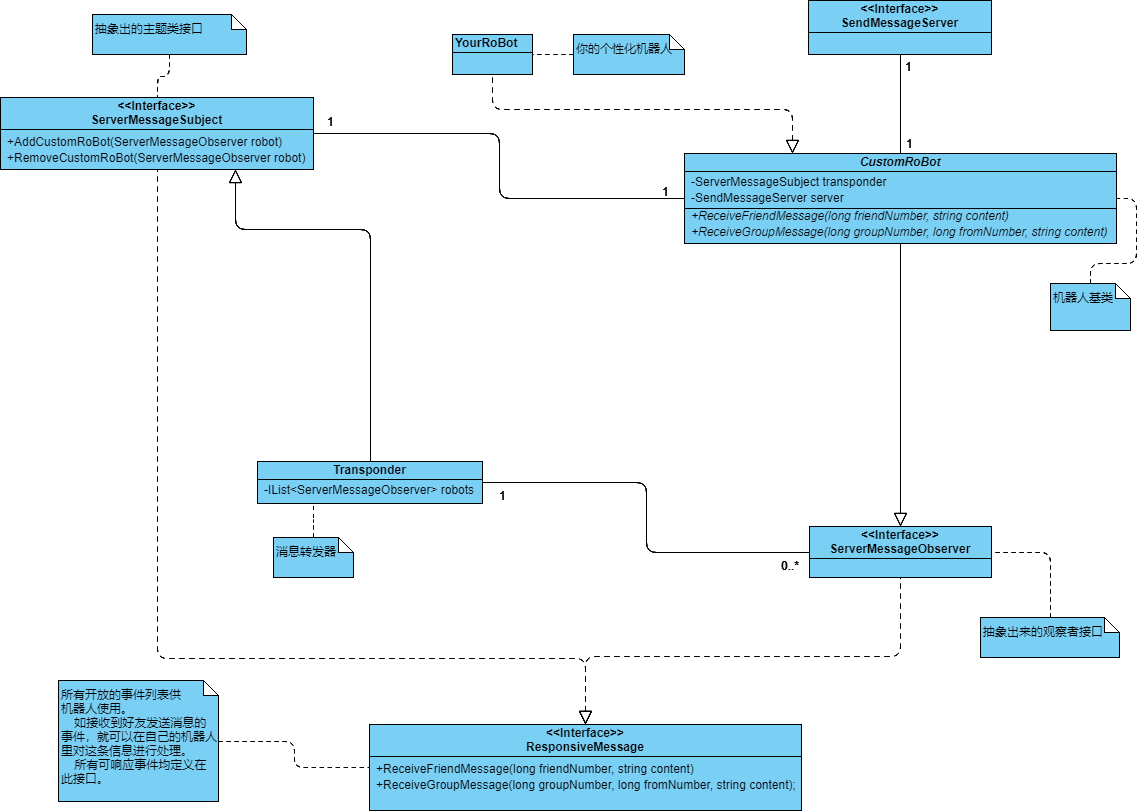 抽象出的主题类接口
<<Interface>>
ServerMessageSubject
+AddCustomRoBot(ServerMessageObserver robot)
+RemoveCustomRoBot(ServerMessageObserver robot)
YourRoBot
你的个性化机器人
<<Interface>>
SendMessageServer
1
1
1
1
CustomRoBot
-ServerMessageSubject transponder
-SendMessageServer server
+ReceiveFriendMessage(long friendNumber, string content)
+ReceiveGroupMessage(long groupNumber, long fromNumber, string content)
机器人基类
Transponder
-IList<ServerMessageObserver> robots
1
消息转发器
<<Interface>>
ServerMessageObserver
0..*
抽象出来的观察者接口
所有开放的事件列表供
机器人使用。
如接收到好友发送消息的
事件，就可以在自己的机器人
里对这条信息进行处理。
所有可响应事件均定义在
此接口。
<<Interface>>
ResponsiveMessage
+ReceiveFriendMessage(long friendNumber, string content)
+ReceiveGroupMessage(long groupNumber, long fromNumber, string content);